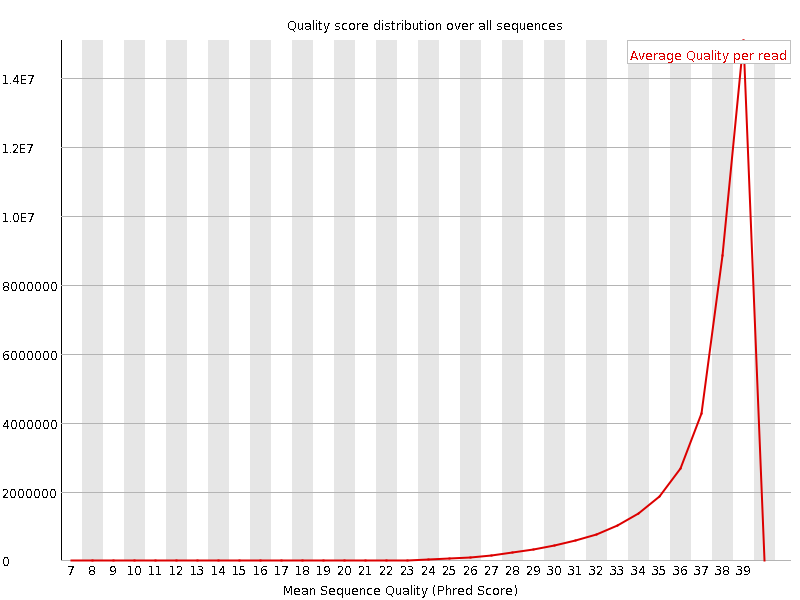 Quality score distribution over all sequences
Average Quality per read
1.4E7
1.2E7
1.0E7
8000000
6000000
4000000
2000000
0
7 8 9 10 11 12 13 14 15 16 17 18 19 20 21 22 23 24 25 26 27 28 29 30 31 32 33 34 35 36 37 38 39
Mean Sequence Quality (Phred Score)